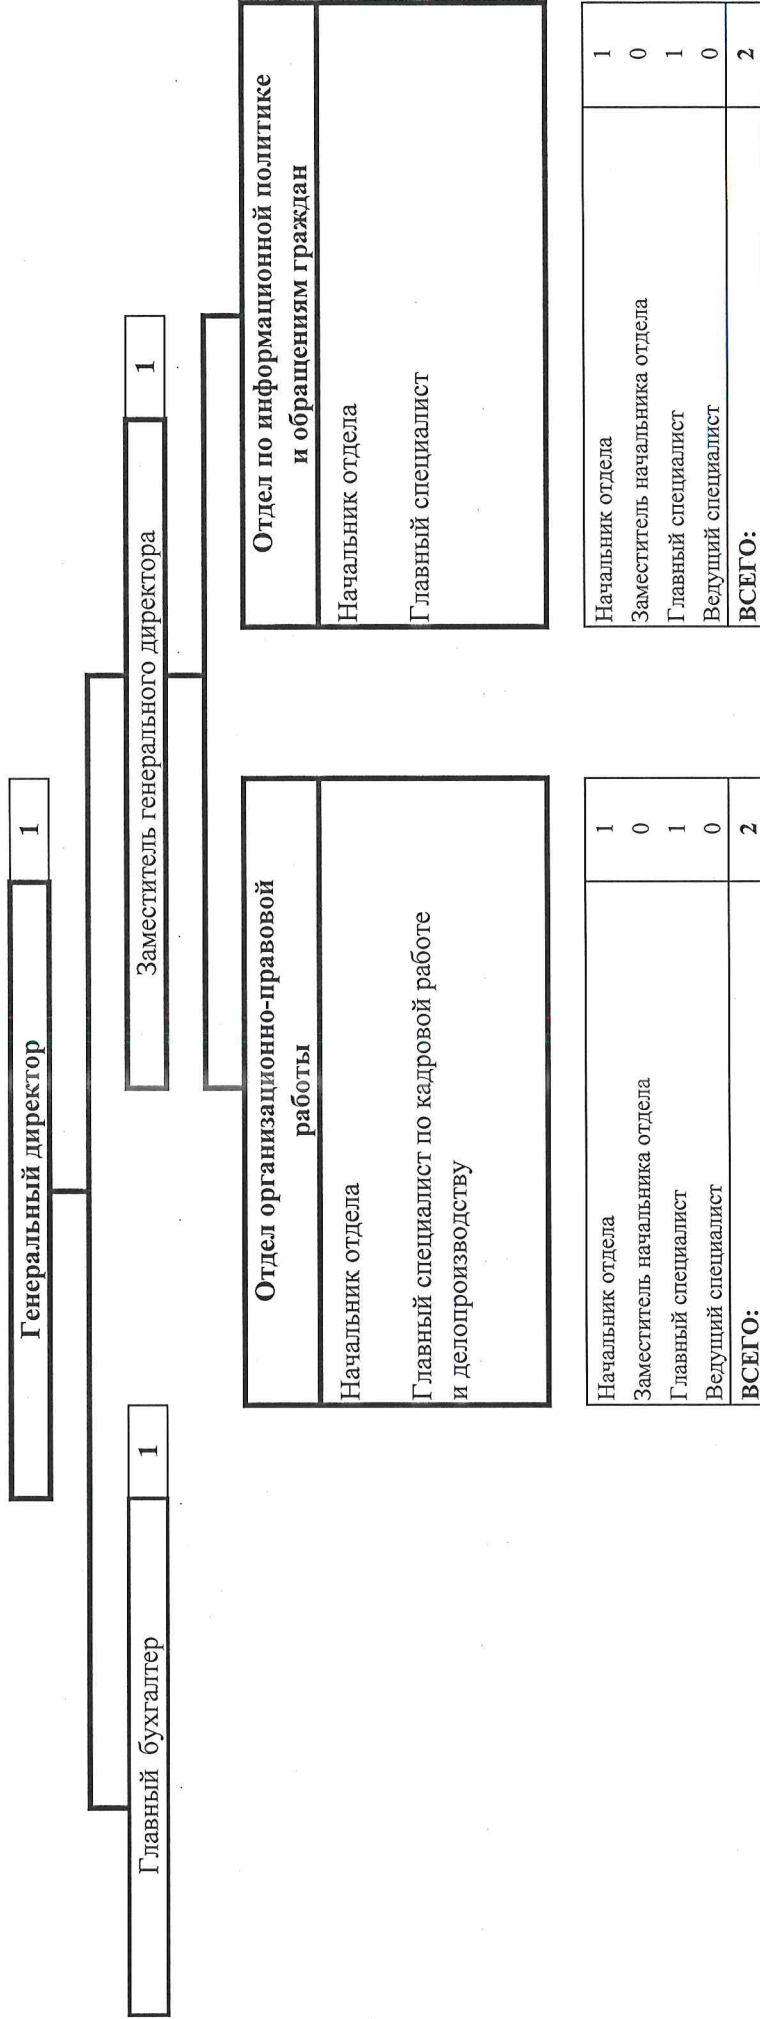 Генеральный директор 1
Главный бухгалтер 1
Заместитель генерального директора 1
Отдел организационно-правовой
работы
Начальник отдела
Главный специалист по кадровой работе
и делопроизводству
Начальник отдела 1
Заместитель начальника отдела 0
Главный специалист 1
Ведущий специалист 0
ВСЕГО: 2
Отдел по информационной политике
и обращениям граждан
Начальник отдела
Главный специалист
Начальник отдела 1
Заместитель начальника отдела 0
Главный специалист 1
Ведущий специалист 0
ВСЕГО: 2